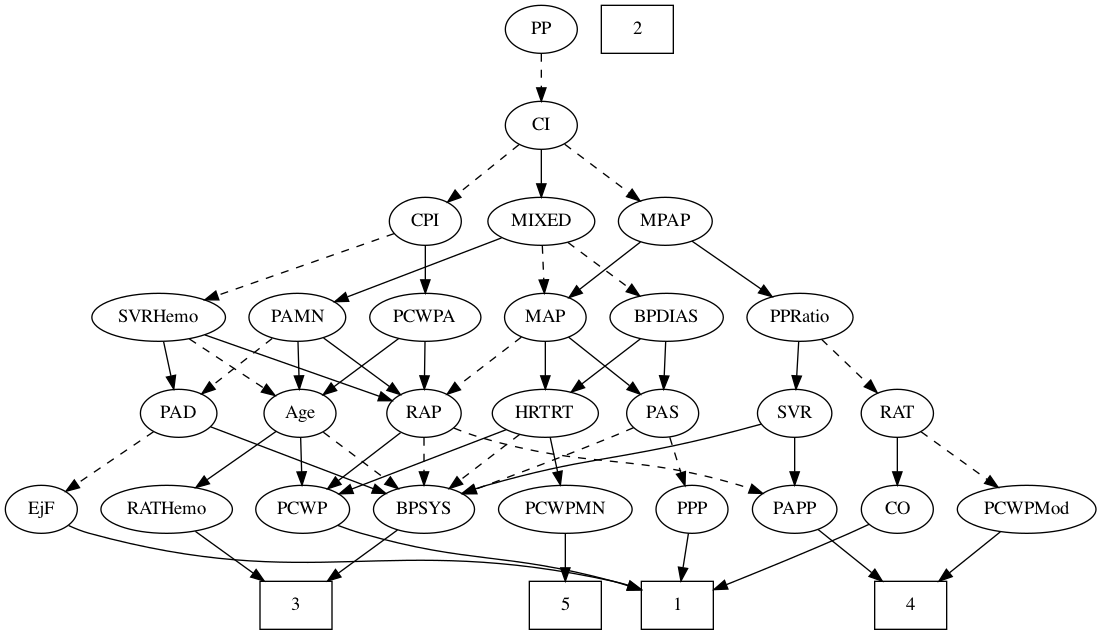 PP
2
CI
CPI
MIXED
MPAP
SVRHemo
PAMN
PCWPA
MAP
BPDIAS
PPRatio
PAD
Age
RAP
HRTRT
PAS
SVR
RAT
EjF
RATHemo
PCWP
BPSYS
PCWPMN
PPP
PAPP
CO
PCWPMod
3
5
1
4